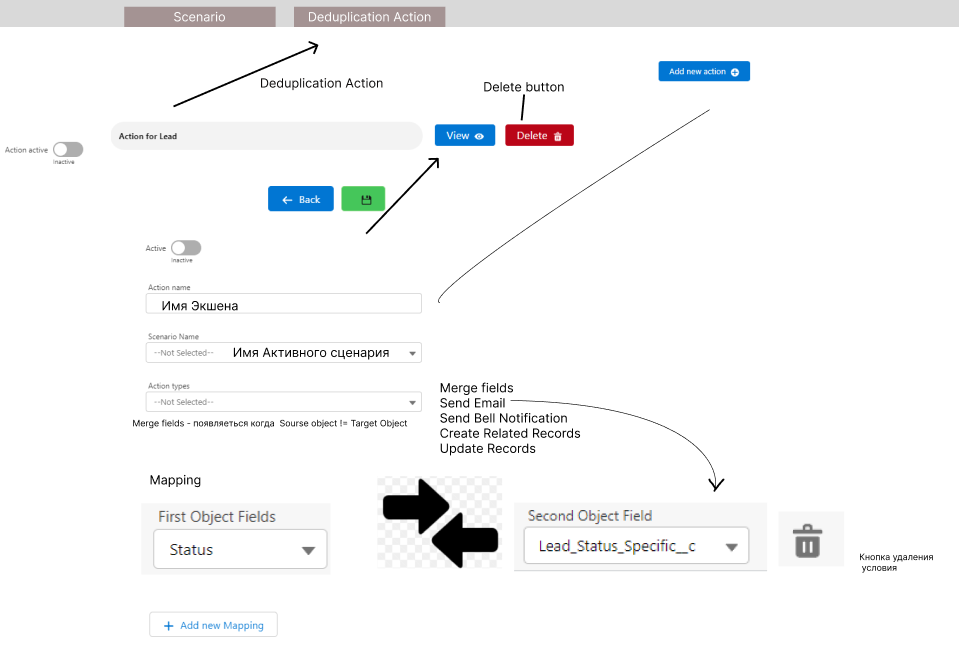 Scenario
Deduplication Action
Add new action
Deduplication Action
Delete button
Action for Lead
View
Delete
Action active
Inactive
Back
Active
Inactive
Action name
Имя Экшена
Scenario Name
--Not Selected--
Имя Активного сценария
Action types
--Not Selected--
Merge fields - появляеться когда Sourse object != Target Object
Merge fields
Send Email
Send Bell Notification
Create Related Records
Update Records
Mapping
First Object Fields
Status
Second Object Field
Lead_Status_Specific__c
Кнопка удаления
условия
Add new Mapping